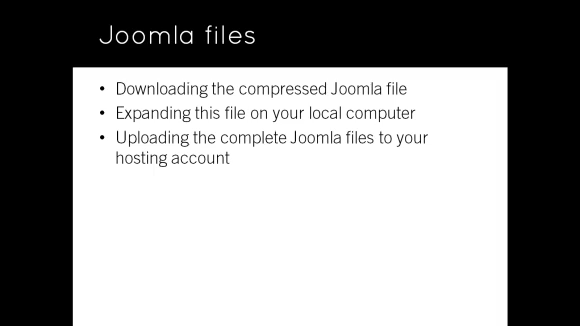 Joomla files
• Downloading the compressed Joomla file
• Expanding this file on your local computer
• Uploading the complete Joomla files to your
hosting account